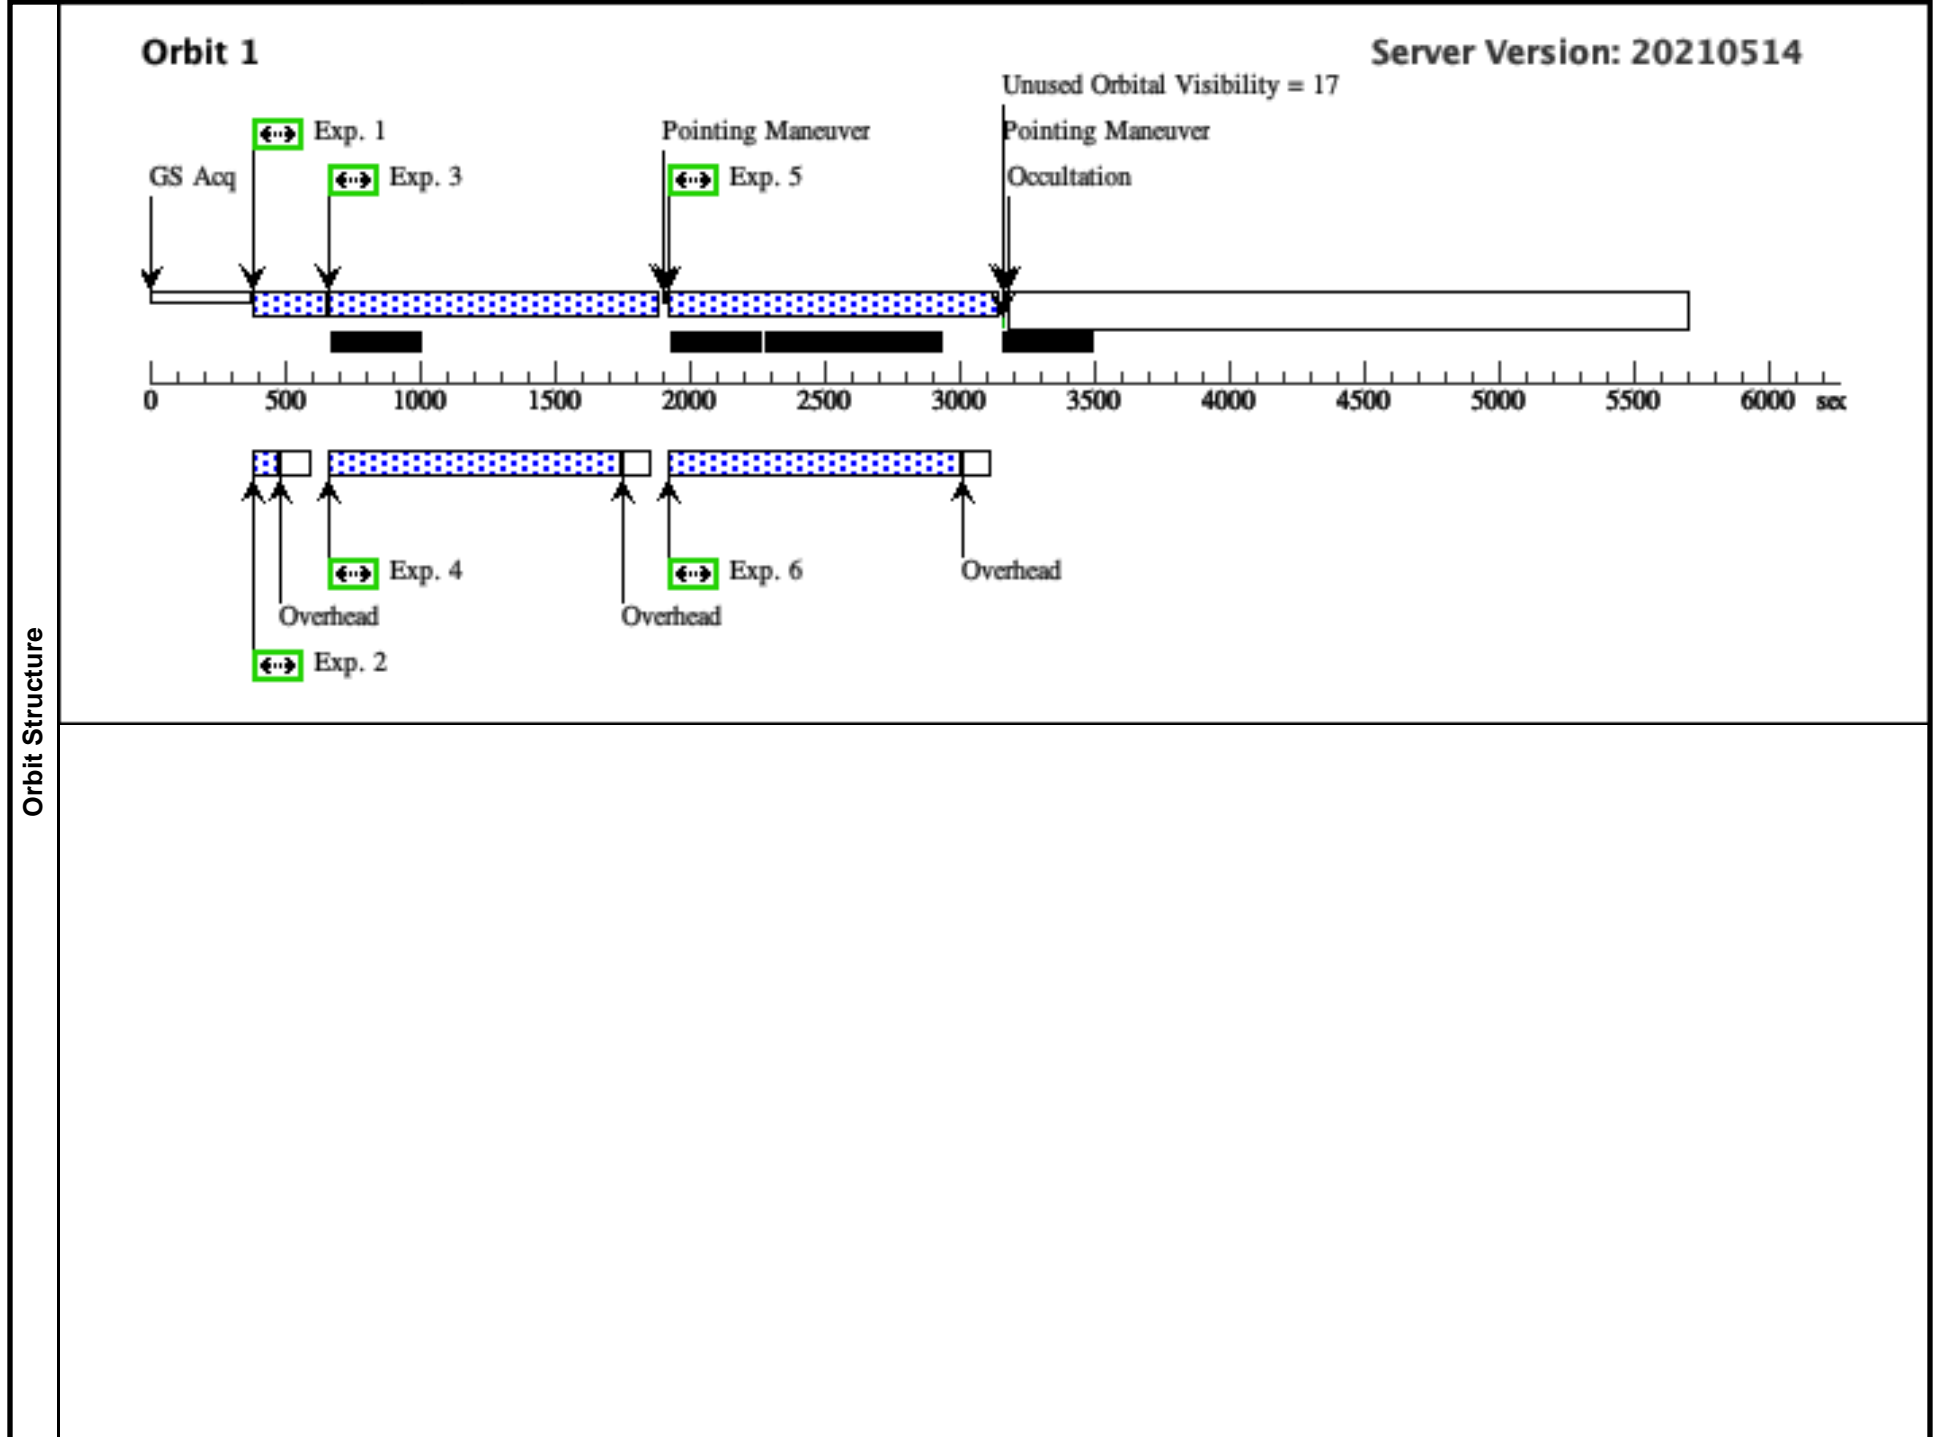 Orbit 1
Server Version: 20210514
Unused Orbital Visibility = 17
Exp. 1
Pointing Maneuver
Pointing Maneuver
GS Acq
Exp. 3
Exp. 5
Occultation
0 500 1000 1500 2000 2500 3000 3500 4000 4500 5000 5500 6000 sec
Exp. 4
Exp. 6
Overhead
Overhead
Overhead
Exp. 2
Orbit Structure